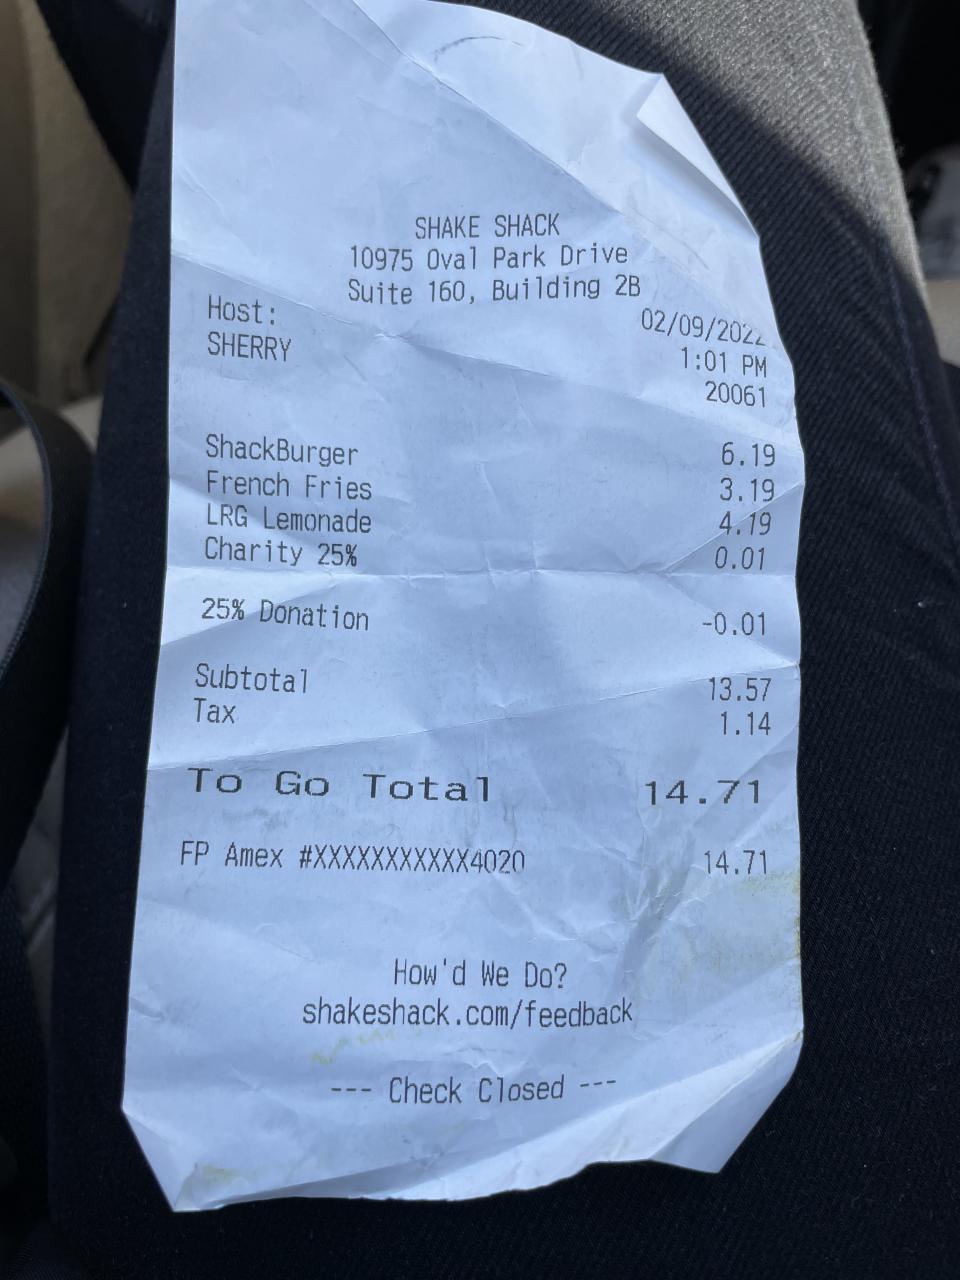 SHAKE SHACK
10975 Oval Park Drive
Suite 160, Building 2B
Host: 02/09/2022
SHERRY 1:01 PM
20061
ShackBurger 6.19
French Fries 3.19
LRG Lemonade 4.19
Charity 25% 0.01
25% Donation -0.01
Subtotal 13.57
Tax 1.14
To Go Total 14.71
FP Amex #XXXXXXXXXXX4020 14.71
How'd We Do?
shakeshack.com/feedback
--- Check Closed ---